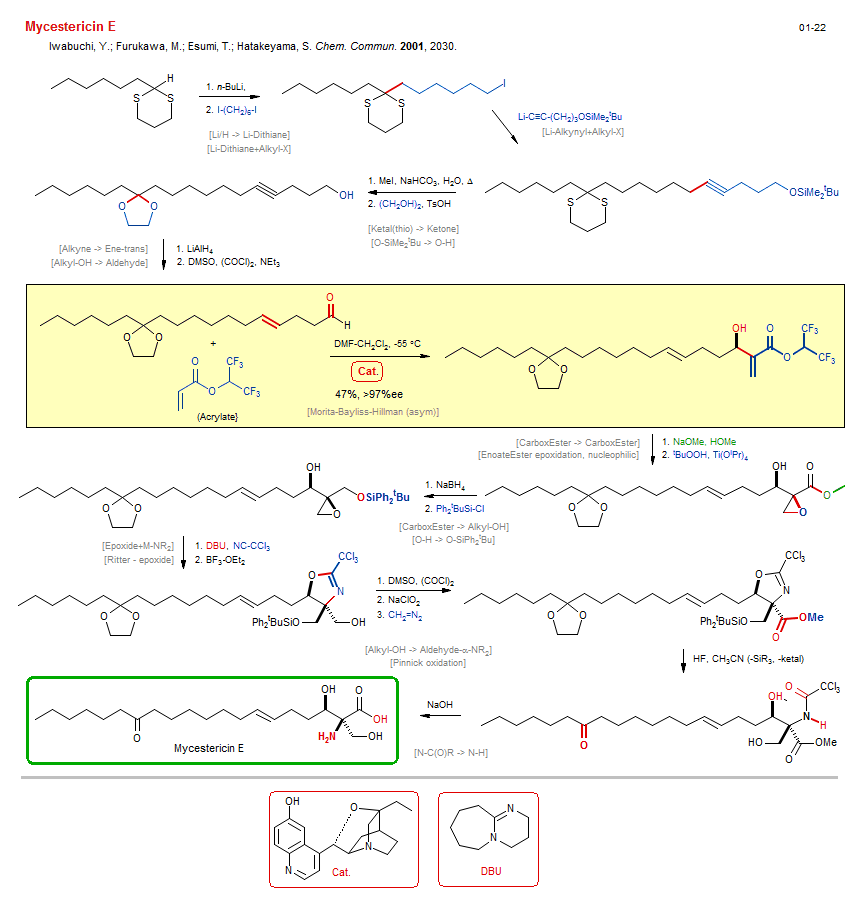 Mycestericin E
01-22
Iwabuchi, Y.; Furukawa, M.; Esumi, T.; Hatakeyama, S. Chem. Commun. 2001, 2030.
H
S S
1. n-BuLi,
2. I-(CH2)6-I
[Li/H -> Li-Dithiane]
[Li-Dithiane+Alkyl-X]
I
S S
Li-C≡C-(CH2)3OSiMe2tBu
[Li-Alkynyl+Alkyl-X]
OSiMe2tBu
S S
1. MeI, NaHCO3, H2O, Δ
2. (CH2OH)2, TsOH
[Ketal(thio) -> Ketone]
[O-SiMe2tBu -> O-H]
OH
O O
[Alkyne -> Ene-trans]
[Alkyl-OH -> Aldehyde]
1. LiAlH4
2. DMSO, (COCl)2, NEt3
O
H
O O
+
O
CF3
O
CF3
(Acrylate}
DMF-CH2Cl2, -55 °C
Cat.
47%, >97%ee
[Morita-Bayliss-Hillman (asym)]
OH
O
CF3
O
CF3
O O
[CarboxEster -> CarboxEster]
[EnoateEster epoxidation, nucleophilic]
1. NaOMe, HOMe
2. tBuOOH, Ti(OiPr)4
OH
O
O
O
O O
1. NaBH4
2. Ph2tBuSi-Cl
[CarboxEster -> Alkyl-OH]
[O-H -> O-SiPh2tBu]
OH
OSiPh2tBu
O
O O
[Epoxide+M-NR2]
[Ritter - epoxide]
1. DBU, NC-CCl3
2. BF3-OEt2
CCl3
O
N
O O
Ph2tBuSiO
OH
1. DMSO, (COCl)2
2. NaClO2
3. CH2=N2
[Alkyl-OH -> Aldehyde-α-NR2]
[Pinnick oxidation]
CCl3
O
N
O O
Ph2tBuSiO
OMe
O
HF, CH3CN (-SiR3, -ketal)
O
CCl3
OH
N
H
O
HO
OMe
O
NaOH
[N-C(O)R -> N-H]
OH
O
OH
O
H2N
OH
Mycestericin E
OH
O
N
N
Cat.
N
N
DBU